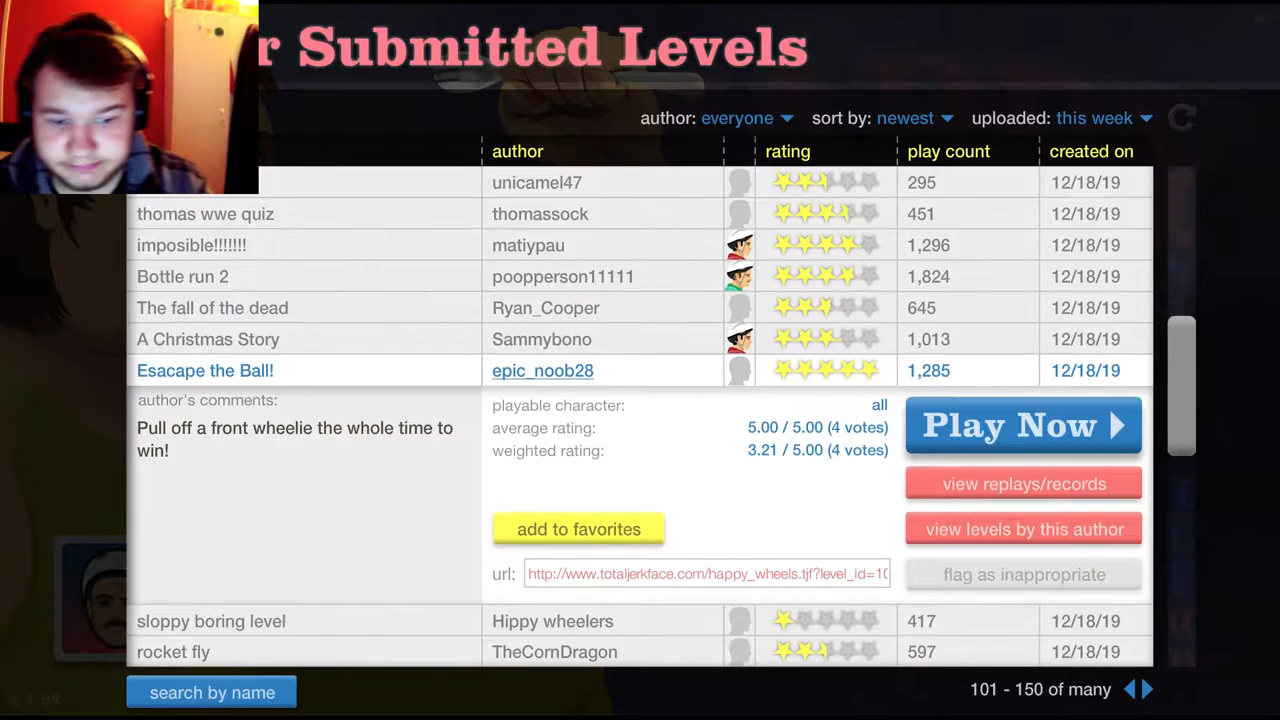 r Submitted Levels
author: everyone sort by: newest uploaded: this week
author rating play count created on
unicamel47 295 12/18/19
thomas wwe quiz thomassock 451 12/18/19
imposible!!!!!!! matiypau 1,296 12/18/19
Bottle run 2 poopperson11111 1,824 12/18/19
The fall of the dead Ryan_Cooper 645 12/18/19
A Christmas Story Sammybono 1,013 12/18/19
Esacape the Ball! epic_noob28 1,285 12/18/19
author's comments:
Pull off a front wheelie the whole time to
win!
playable character: all
average rating: 5.00 / 5.00 (4 votes)
weighted rating: 3.21 / 5.00 (4 votes)
add to favorites
url: http://www.totaljerkface.com/happy_wheels.tjf?level_id=10
Play Now
view replays/records
view levels by this author
flag as inappropriate
sloppy boring level Hippy wheelers 417 12/18/19
rocket fly TheCornDragon 597 12/18/19
search by name 101 - 150 of many